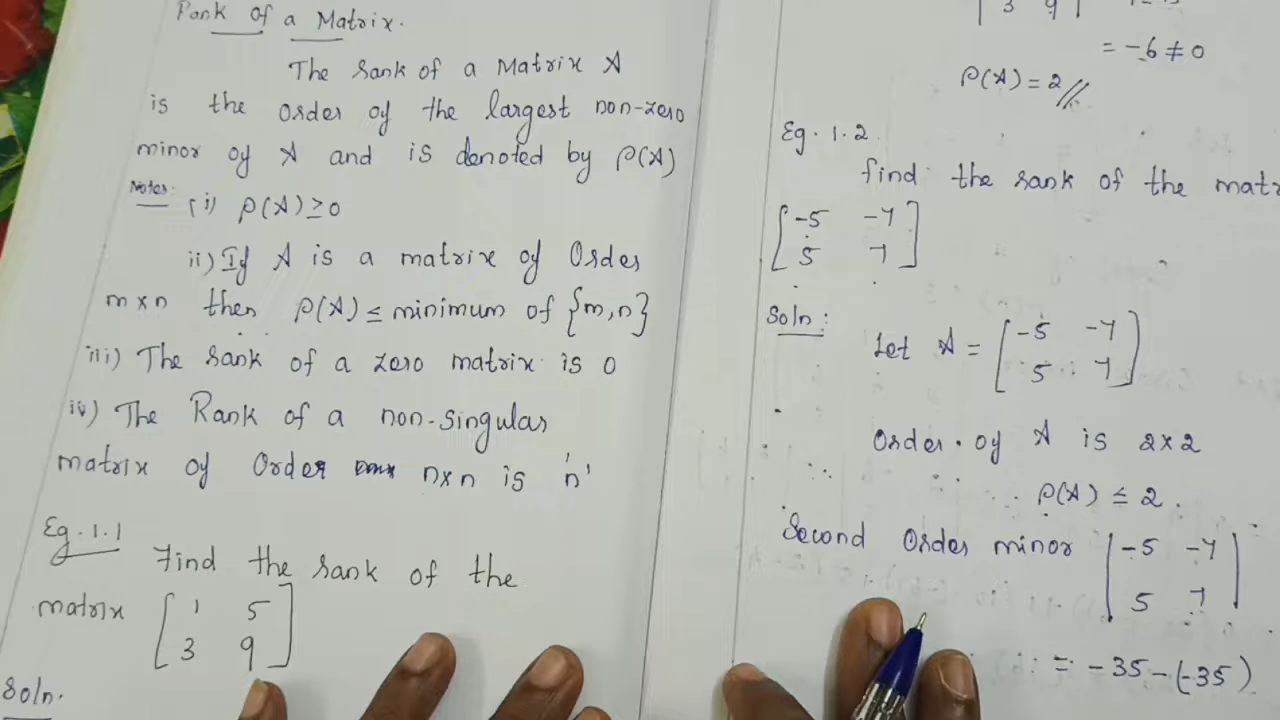 Rank of a Matrix.
The rank of a Matrix A
is the order of the largest non-zero
minor of A and is denoted by ρ(A)
Notes:
(i) ρ(A) ≥ 0
ii) If A is a matrix of Order
m×n then ρ(A) ≤ minimum of {m,n}
iii) The rank of a zero matrix is 0
iv) The Rank of a non-singular
matrix of Order n×n is 'n'
Eg. 1.1
Find the rank of the
matrix [1 5
3 9]
Soln.
| 3 9 |
= -6 ≠ 0
ρ(A) = 2 //
Eg. 1.2
find the rank of the
[-5 -7
5 7]
Soln:
Let A = [-5 -7
5 7]
Order of A is 2×2
ρ(A) ≤ 2.
Second Order minor |-5 -7
5 7|
= -35 - (-35)